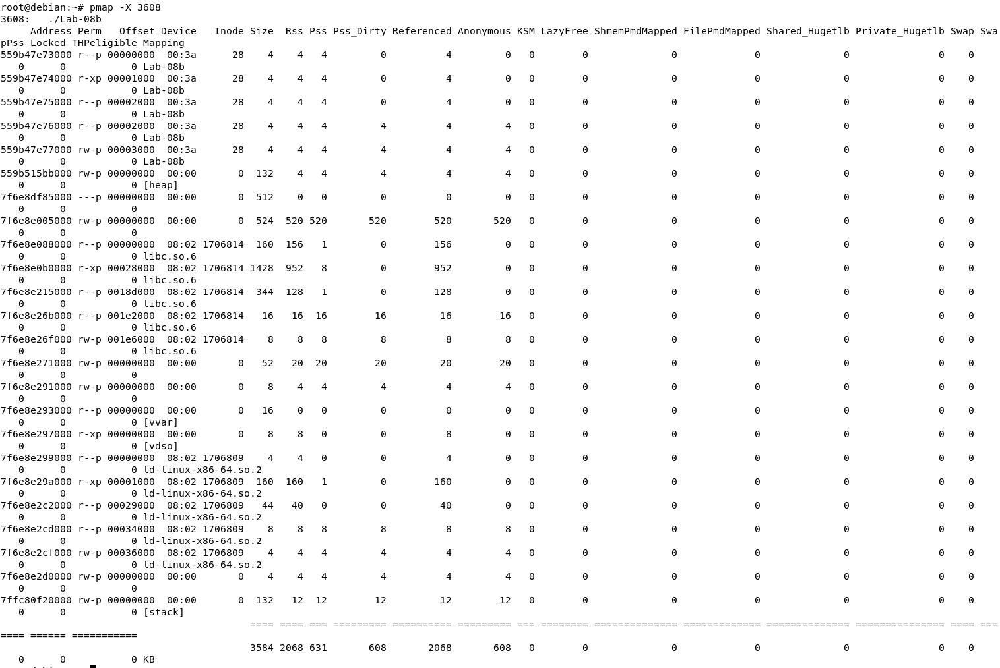 root@debian:~# pmap -X 3608
3608:   ./Lab-08b
     Address Perm   Offset Device   Inode Size  Rss Pss Pss_Dirty Referenced Anonymous KSM LazyFree ShmemPmdMapped FilePmdMapped Shared_Hugetlb Private_Hugetlb Swap Swa
pPss Locked THPeligible Mapping
559b47e73000 r--p 00000000  00:3a      28    4    4   4         0          4         0   0        0              0             0              0               0    0
   0      0           0 Lab-08b
559b47e74000 r-xp 00001000  00:3a      28    4    4   4         0          4         0   0        0              0             0              0               0    0
   0      0           0 Lab-08b
559b47e75000 r--p 00002000  00:3a      28    4    4   4         0          4         0   0        0              0             0              0               0    0
   0      0           0 Lab-08b
559b47e76000 r--p 00002000  00:3a      28    4    4   4         4          4         4   0        0              0             0              0               0    0
   0      0           0 Lab-08b
559b47e77000 rw-p 00003000  00:3a      28    4    4   4         4          4         4   0        0              0             0              0               0    0
   0      0           0 Lab-08b
559b515bb000 rw-p 00000000  00:00       0  132    4   4         4          4         4   0        0              0             0              0               0    0
   0      0           0 [heap]
7f6e8df85000 ---p 00000000  00:00       0  512    0   0         0          0         0   0        0              0             0              0               0    0
   0      0           0
7f6e8e005000 rw-p 00000000  00:00       0  524  520 520       520        520       520   0        0              0             0              0               0    0
   0      0           0
7f6e8e088000 r--p 00000000  08:02 1706814  160  156   1         0        156         0   0        0              0             0              0               0    0
   0      0           0 libc.so.6
7f6e8e0b0000 r-xp 00028000  08:02 1706814 1428  952   8         0        952         0   0        0              0             0              0               0    0
   0      0           0 libc.so.6
7f6e8e215000 r--p 0018d000  08:02 1706814  344  128   1         0        128         0   0        0              0             0              0               0    0
   0      0           0 libc.so.6
7f6e8e26b000 r--p 001e2000  08:02 1706814   16   16  16        16         16        16   0        0              0             0              0               0    0
   0      0           0 libc.so.6
7f6e8e26f000 rw-p 001e6000  08:02 1706814    8    8   8         8          8         8   0        0              0             0              0               0    0
   0      0           0 libc.so.6
7f6e8e271000 rw-p 00000000  00:00       0   52   20  20        20         20        20   0        0              0             0              0               0    0
   0      0           0
7f6e8e291000 rw-p 00000000  00:00       0    8    4   4         4          4         4   0        0              0             0              0               0    0
   0      0           0
7f6e8e293000 r--p 00000000  00:00       0   16    0   0         0          0         0   0        0              0             0              0               0    0
   0      0           0 [vvar]
7f6e8e297000 r-xp 00000000  00:00       0    8    8   0         0          8         0   0        0              0             0              0               0    0
   0      0           0 [vdso]
7f6e8e299000 r--p 00000000  08:02 1706809    4    4   0         0          4         0   0        0              0             0              0               0    0
   0      0           0 ld-linux-x86-64.so.2
7f6e8e29a000 r-xp 00001000  08:02 1706809  160  160   1         0        160         0   0        0              0             0              0               0    0
   0      0           0 ld-linux-x86-64.so.2
7f6e8e2c2000 r--p 00029000  08:02 1706809   44   40   0         0         40         0   0        0              0             0              0               0    0
   0      0           0 ld-linux-x86-64.so.2
7f6e8e2cd000 r--p 00034000  08:02 1706809    8    8   8         8          8         8   0        0              0             0              0               0    0
   0      0           0 ld-linux-x86-64.so.2
7f6e8e2cf000 rw-p 00036000  08:02 1706809    4    4   4         4          4         4   0        0              0             0              0               0    0
   0      0           0 ld-linux-x86-64.so.2
7f6e8e2d0000 rw-p 00000000  00:00       0    4    4   4         4          4         4   0        0              0             0              0               0    0
   0      0           0
7ffc80f20000 rw-p 00000000  00:00       0  132   12  12        12         12        12   0        0              0             0              0               0    0
   0      0           0 [stack]
                                          ==== ==== === ========= ========== ========= === ======== ============== ============= ============== =============== ==== ===
==== ====== ===========
                                          3584 2068 631       608       2068       608   0        0              0             0              0               0    0
   0      0           0 KB